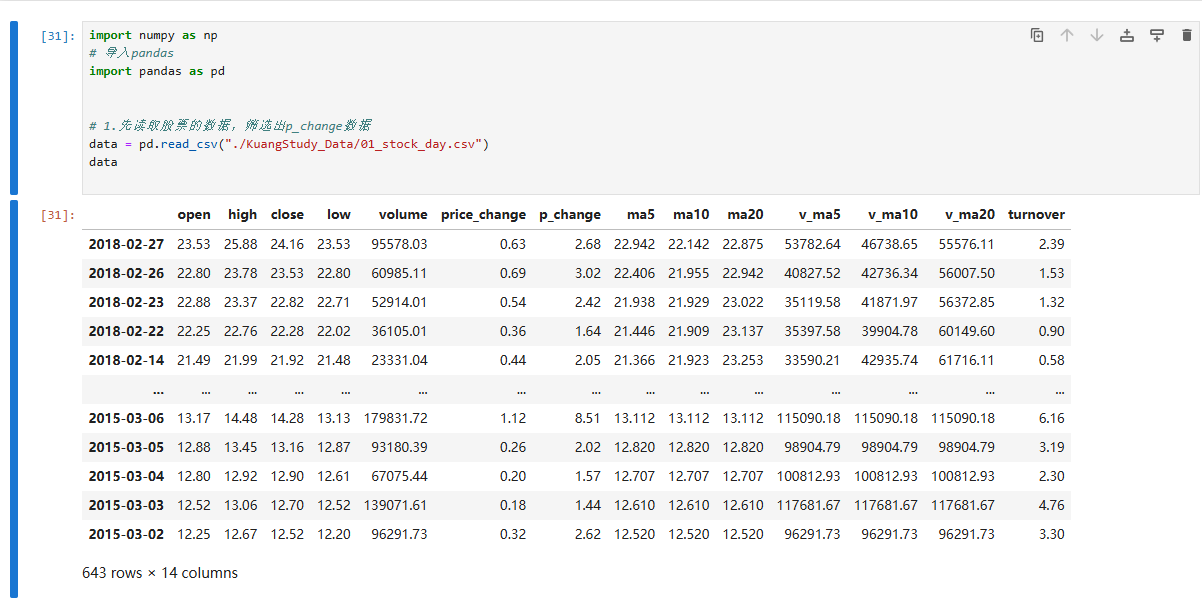 [31]:
import numpy as np
# 导入pandas
import pandas as pd
# 1.先读取股票的数据，筛选出p_change数据
data = pd.read_csv("./KuangStudy_Data/01_stock_day.csv")
data
[31]:
open high close low volume price_change p_change ma5 ma10 ma20 v_ma5 v_ma10 v_ma20 turnover
2018-02-27 23.53 25.88 24.16 23.53 95578.03 0.63 2.68 22.942 22.142 22.875 53782.64 46738.65 55576.11 2.39
2018-02-26 22.80 23.78 23.53 22.80 60985.11 0.69 3.02 22.406 21.955 22.942 40827.52 42736.34 56007.50 1.53
2018-02-23 22.88 23.37 22.82 22.71 52914.01 0.54 2.42 21.938 21.929 23.022 35119.58 41871.97 56372.85 1.32
2018-02-22 22.25 22.76 22.28 22.02 36105.01 0.36 1.64 21.446 21.909 23.137 35397.58 39904.78 60149.60 0.90
2018-02-14 21.49 21.99 21.92 21.48 23331.04 0.44 2.05 21.366 21.923 23.253 33590.21 42935.74 61716.11 0.58
... ... ... ... ... ... ... ... ... ... ... ... ... ... ...
2015-03-06 13.17 14.48 14.28 13.13 179831.72 1.12 8.51 13.112 13.112 13.112 115090.18 115090.18 115090.18 6.16
2015-03-05 12.88 13.45 13.16 12.87 93180.39 0.26 2.02 12.820 12.820 12.820 98904.79 98904.79 98904.79 3.19
2015-03-04 12.80 12.92 12.90 12.61 67075.44 0.20 1.57 12.707 12.707 12.707 100812.93 100812.93 100812.93 2.30
2015-03-03 12.52 13.06 12.70 12.52 139071.61 0.18 1.44 12.610 12.610 12.610 117681.67 117681.67 117681.67 4.76
2015-03-02 12.25 12.67 12.52 12.20 96291.73 0.32 2.62 12.520 12.520 12.520 96291.73 96291.73 96291.73 3.30
643 rows × 14 columns